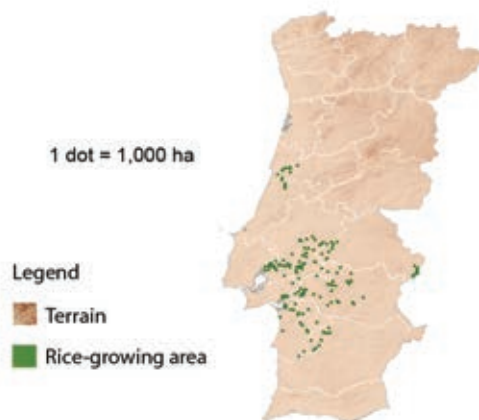 1 dot = 1,000 ha
Legend
Terrain
Rice-growing area